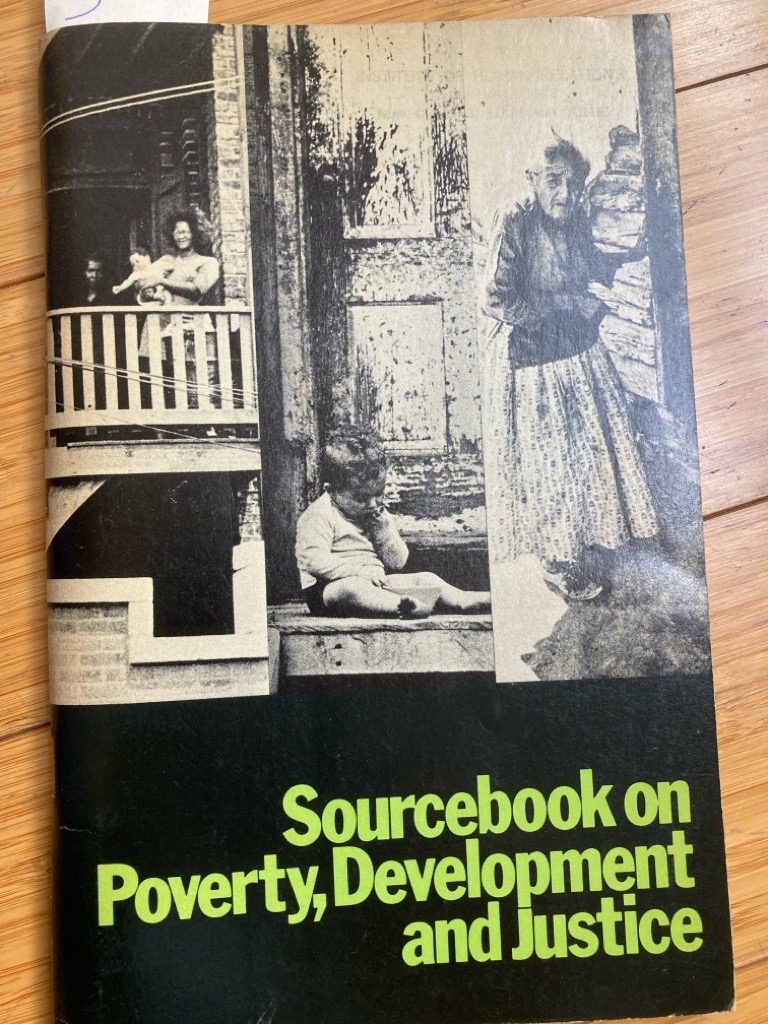 Sourcebook on
Poverty, Development
and Justice